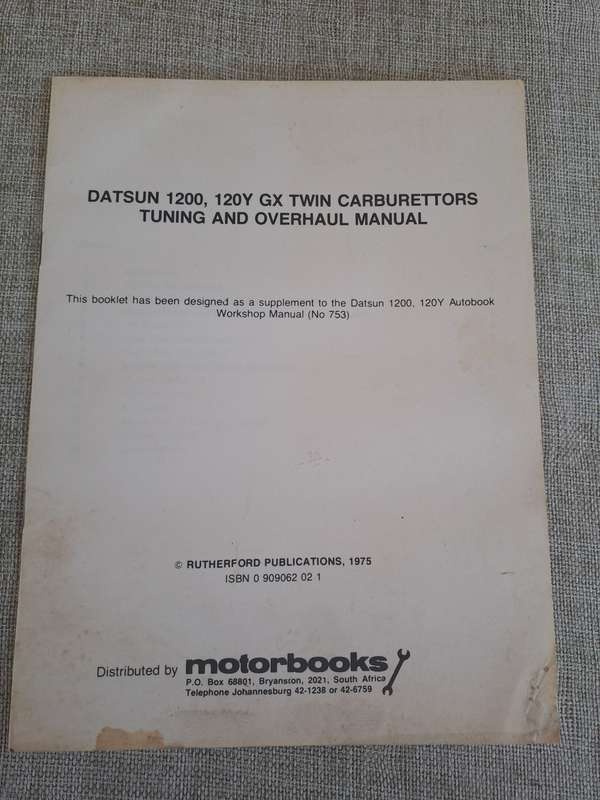 DATSUN 1200, 120Y GX TWIN CARBURETTORS
TUNING AND OVERHAUL MANUAL
This booklet has been designed as a supplement to the Datsun 1200, 120Y Autobook
Workshop Manual (No 753)
© RUTHERFORD PUBLICATIONS, 1975
ISBN 0 909062 02 1
Distributed by motorbooks
P.O. Box 68801, Bryanston, 2021, South Africa
Telephone Johannesburg 42-1238 or 42-6759